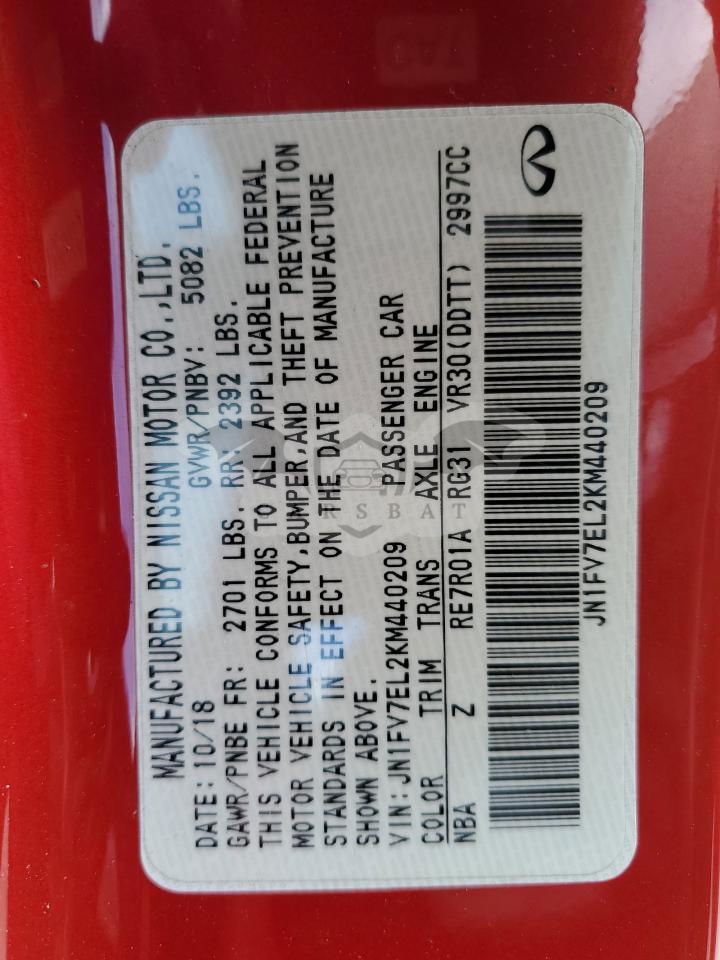 MANUFACTURED BY NISSAN MOTOR CO.,LTD.
DATE: 10/18 GVWR/PNBV: 5082 LBS.
GAWR/PNBE FR: 2701 LBS. RR: 2392 LBS.
THIS VEHICLE CONFORMS TO ALL APPLICABLE FEDERAL
MOTOR VEHICLE SAFETY,BUMPER,AND THEFT PREVENTION
STANDARDS IN EFFECT ON THE DATE OF MANUFACTURE
SHOWN ABOVE.
VIN:JN1FV7EL2KM440209 PASSENGER CAR
COLOR TRIM TRANS AXLE ENGINE
NBA Z RE7R01A RG31 VR30(DDTT) 2997CC
JN1FV7EL2KM440209